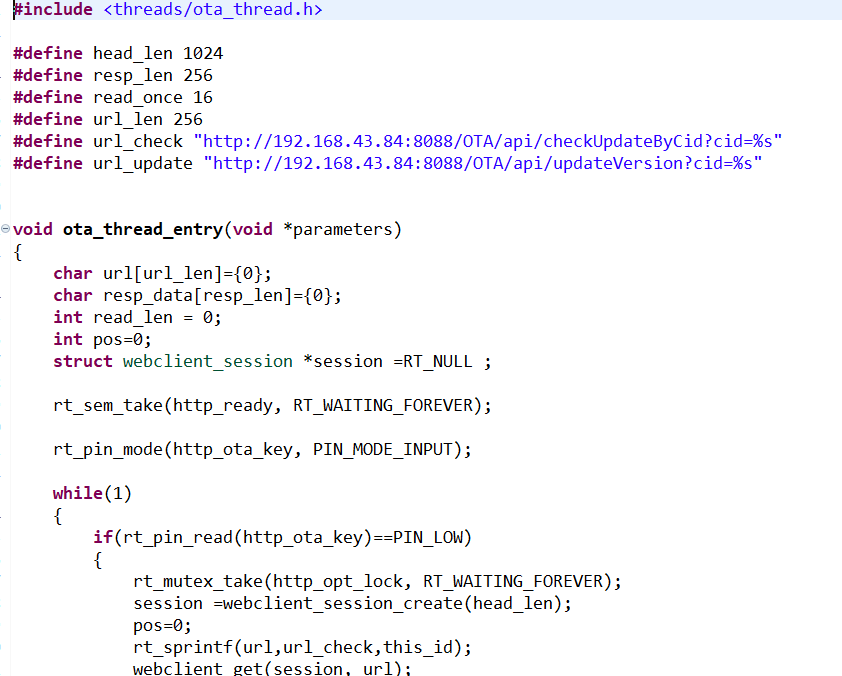 #include <threads/ota_thread.h>
#define head_len 1024
#define resp_len 256
#define read_once 16
#define url_len 256
#define url_check "http://192.168.43.84:8088/OTA/api/checkUpdateByCid?cid=%s"
#define url_update "http://192.168.43.84:8088/OTA/api/updateVersion?cid=%s"
void ota_thread_entry(void *parameters)
{
char url[url_len]={0};
char resp_data[resp_len]={0};
int read_len = 0;
int pos=0;
struct webclient_session *session =RT_NULL ;
rt_sem_take(http_ready, RT_WAITING_FOREVER);
rt_pin_mode(http_ota_key, PIN_MODE_INPUT);
while(1)
{
if(rt_pin_read(http_ota_key)==PIN_LOW)
{
rt_mutex_take(http_opt_lock, RT_WAITING_FOREVER);
session =webclient_session_create(head_len);
pos=0;
rt_sprintf(url,url_check,this_id);
webclient_get(session, url);